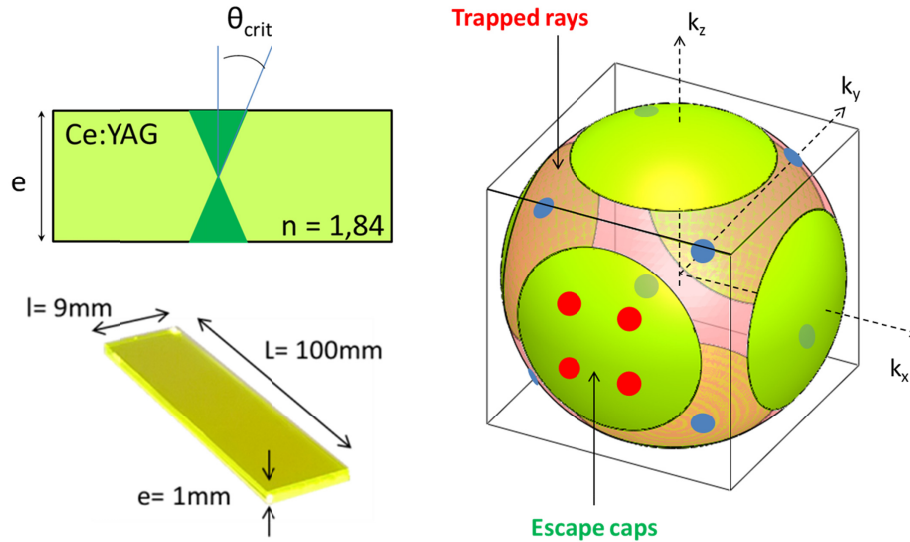 θcrit
Ce:YAG
e
n = 1,84
l= 9mm
L= 100mm
e= 1mm
Trapped rays
kz
ky
kx
Escape caps